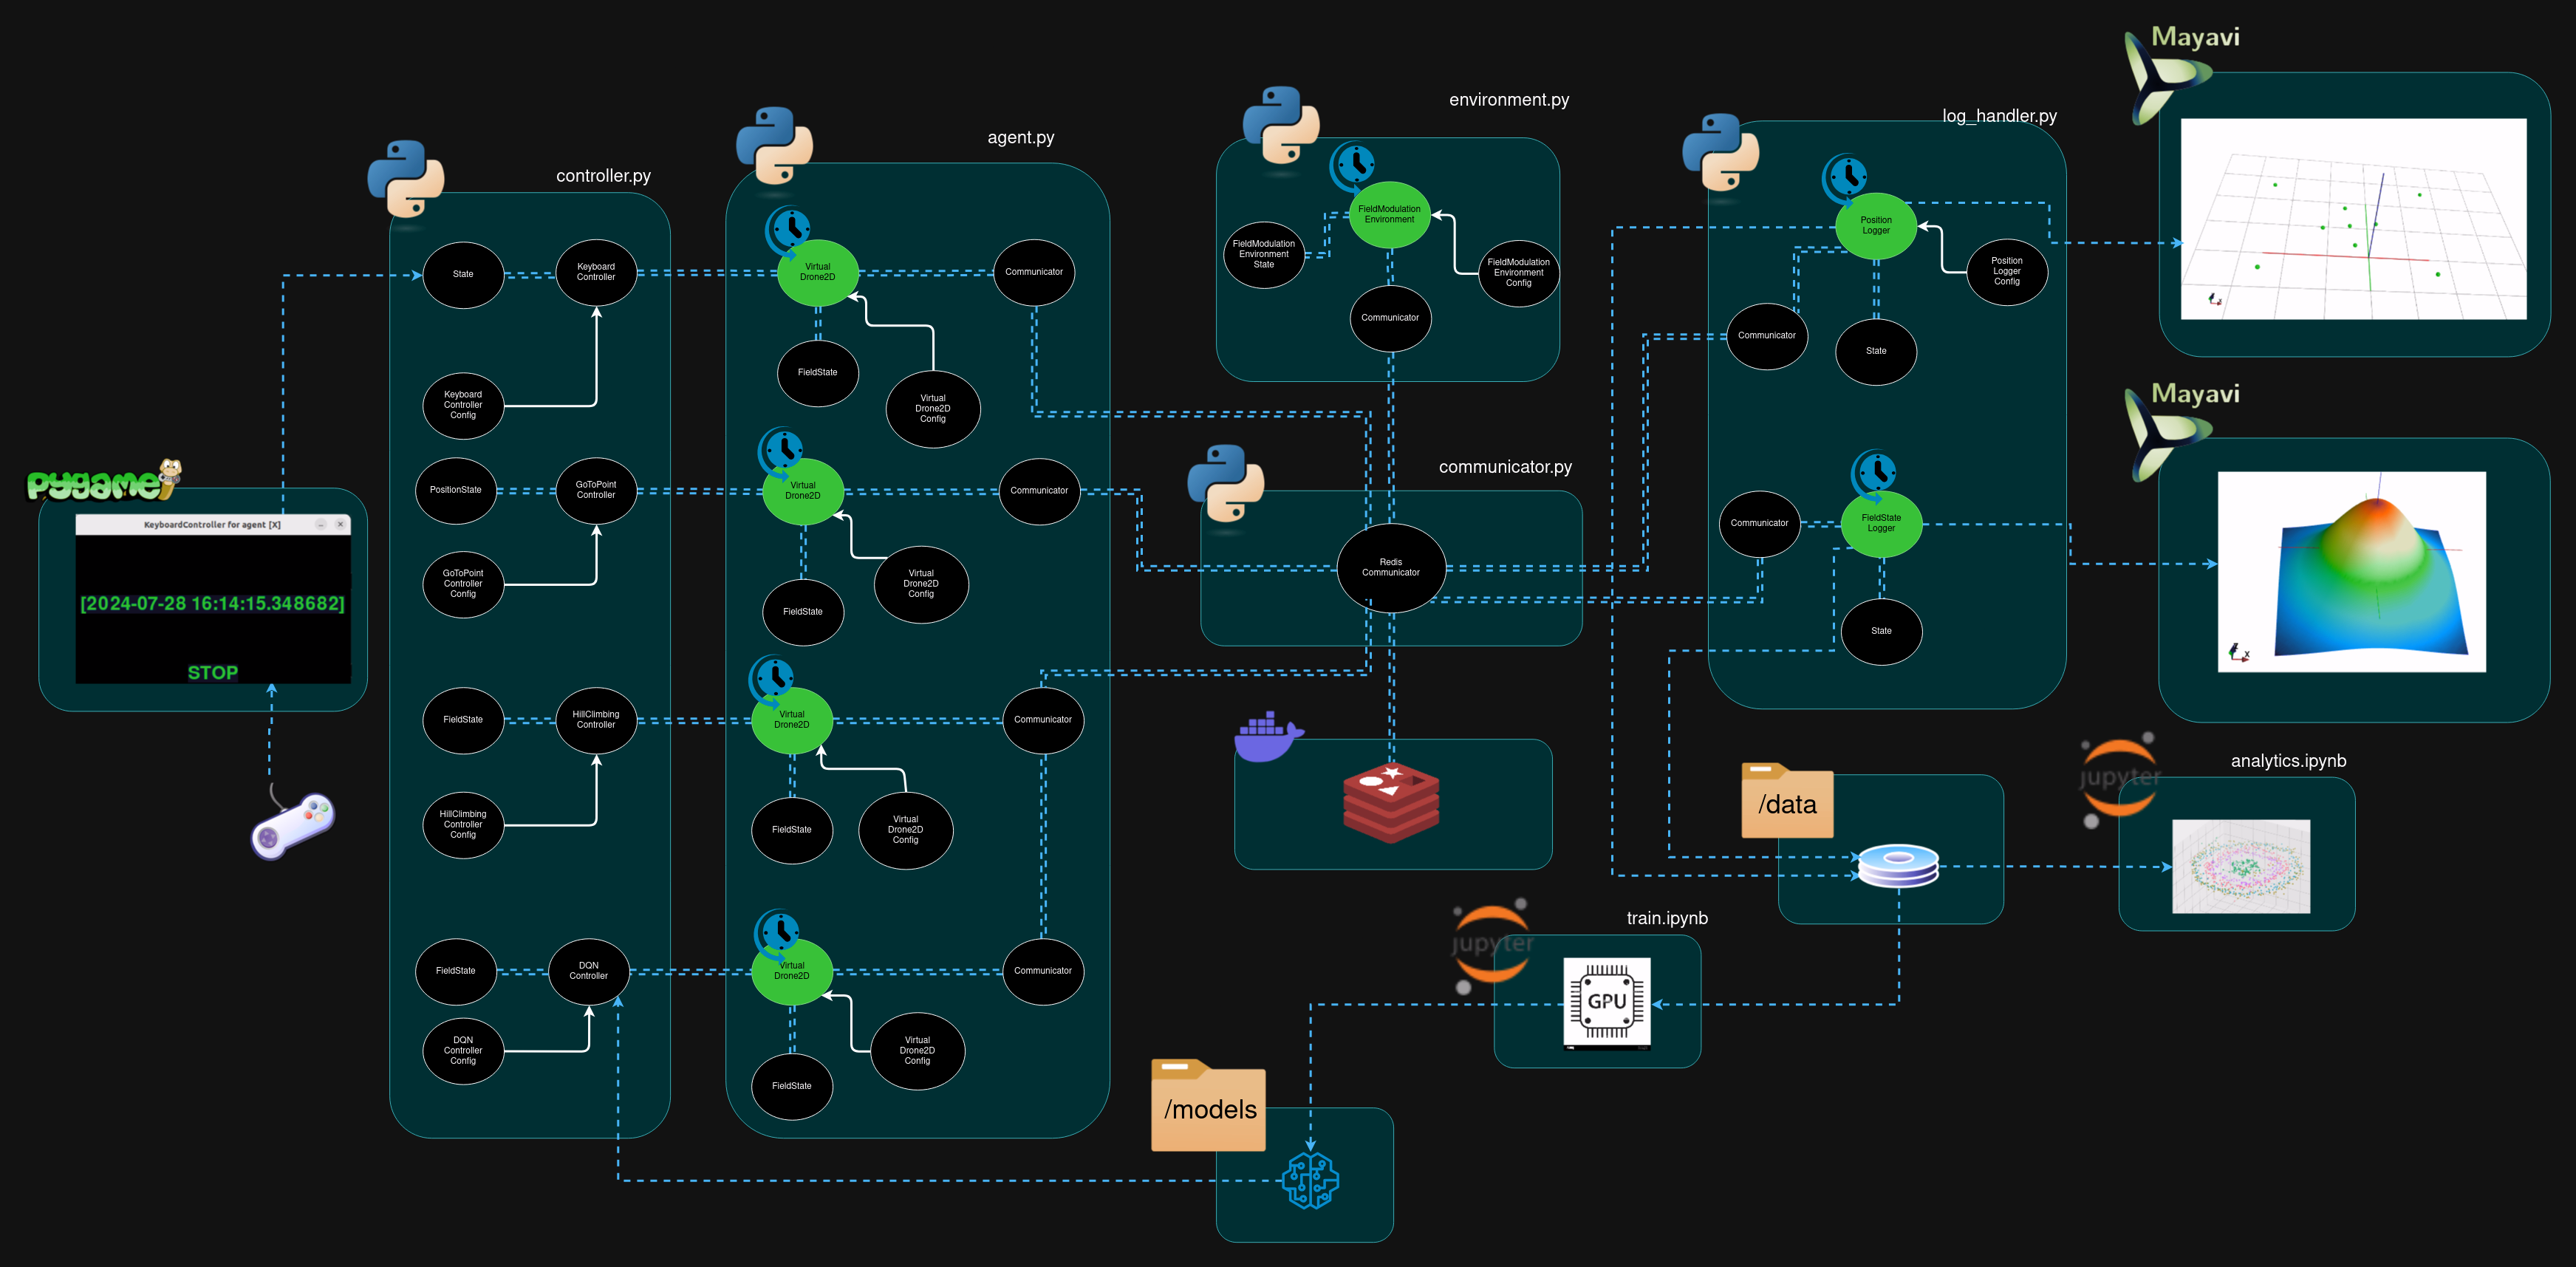 pygame
KeyboardController for agent [X]
[2024-07-28 16:14:15.348682]
STOP
controller.py
State
Keyboard
Controller
Keyboard
Controller
Config
PositionState
GoToPoint
Controller
GoToPoint
Controller
Config
FieldState
HillClimbing
Controller
HillClimbing
Controller
Config
FieldState
DQN
Controller
DQN
Controller
Config
agent.py
Virtual
Drone2D
Communicator
FieldState
Virtual
Drone2D
Config
Virtual
Drone2D
Communicator
FieldState
Virtual
Drone2D
Config
Virtual
Drone2D
Communicator
FieldState
Virtual
Drone2D
Config
Virtual
Drone2D
Communicator
FieldState
Virtual
Drone2D
Config
environment.py
FieldModulation
Environment
FieldModulation
Environment
State
FieldModulation
Environment
Config
Communicator
communicator.py
Redis
Communicator
log_handler.py
Position
Logger
Position
Logger
Config
Communicator
State
Communicator
FieldState
Logger
State
Mayavi
Mayavi
X
/data
jupyter
analytics.ipynb
jupyter
train.ipynb
GPU
/models